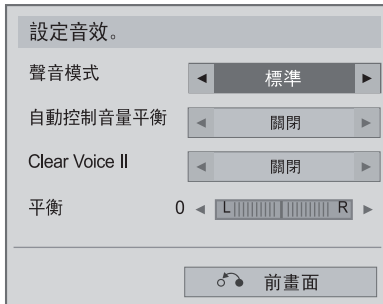 設定音效。
聲音模式 ◄ 標準 ►
自動控制音量平衡 ◄ 關閉 ►
Clear Voice II ◄ 關閉 ►
平衡 0 ◄ L R ►
前畫面